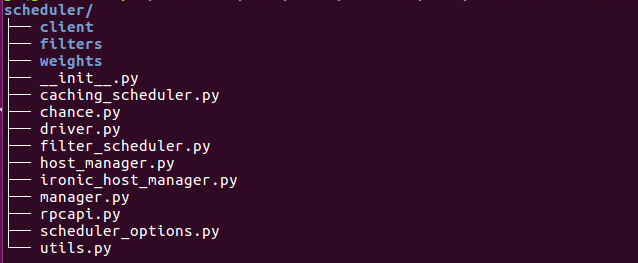 scheduler/
├── client
├── filters
├── weights
├── __init__.py
├── caching_scheduler.py
├── chance.py
├── driver.py
├── filter_scheduler.py
├── host_manager.py
├── ironic_host_manager.py
├── manager.py
├── rpcapi.py
├── scheduler_options.py
└── utils.py